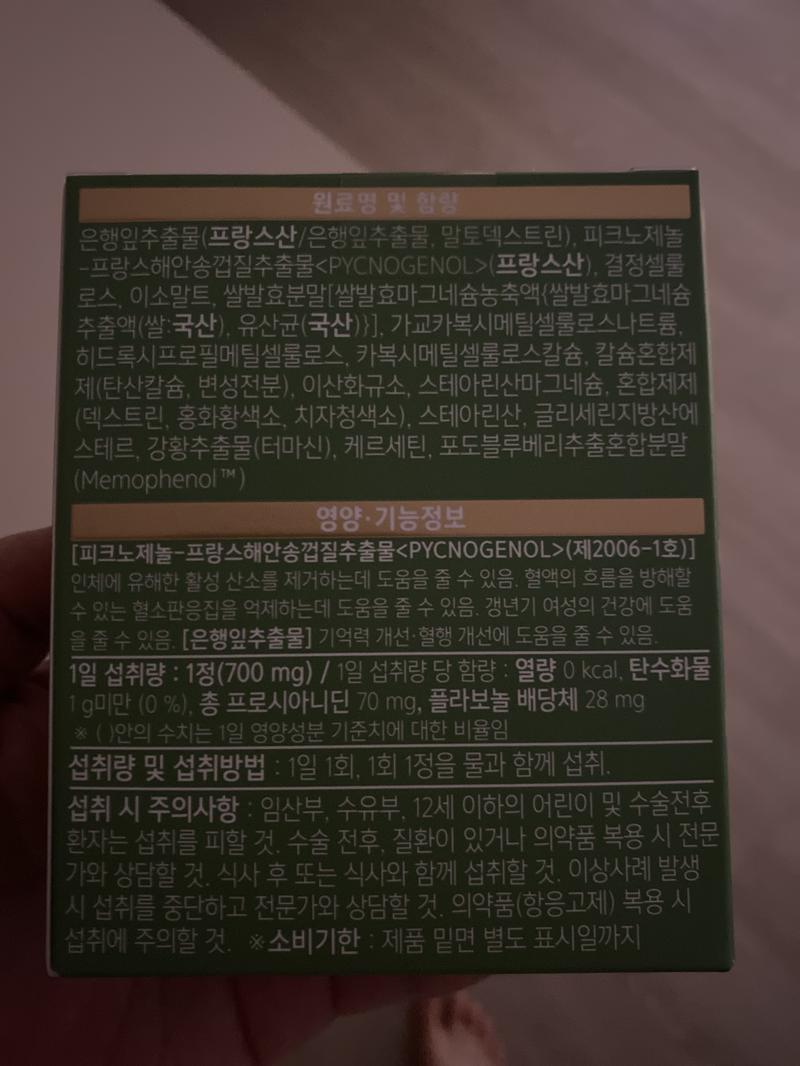 원료명 및 함량
은행잎추출물(프랑스산/은행잎추출물, 말토덱스트린), 피크노제놀
-프랑스해안송껍질추출물<PYCNOGENOL>(프랑스산), 결정셀룰
로스, 이소말트, 쌀발효분말[쌀발효마그네슘농축액{쌀발효마그네슘
추출액(쌀:국산), 유산균(국산)}], 가교카복시메틸셀룰로스나트륨,
히드록시프로필메틸셀룰로스, 카복시메틸셀룰로스칼슘, 칼슘혼합제
제(탄산칼슘, 변성전분), 이산화규소, 스테아린산마그네슘, 혼합제제
(덱스트린, 홍화황색소, 치자청색소), 스테아린산, 글리세린지방산에
스테르, 강황추출물(터마신), 케르세틴, 포도블루베리추출혼합분말
(Memophenol™)
영양·기능정보
[피크노제놀-프랑스해안송껍질추출물<PYCNOGENOL>(제2006-1호)]
인체에 유해한 활성 산소를 제거하는데 도움을 줄 수 있음. 혈액의 흐름을 방해할
수 있는 혈소판응집을 억제하는데 도움을 줄 수 있음. 갱년기 여성의 건강에 도움
을 줄 수 있음. [은행잎추출물] 기억력 개선·혈행 개선에 도움을 줄 수 있음.
1일 섭취량 : 1정(700 mg) / 1일 섭취량 당 함량 : 열량 0 kcal, 탄수화물
1 g미만 (0 %), 총 프로시아니딘 70 mg, 플라보놀 배당체 28 mg
※ ( )안의 수치는 1일 영양성분 기준치에 대한 비율임
섭취량 및 섭취방법 : 1일 1회, 1회 1정을 물과 함께 섭취.
섭취 시 주의사항 : 임산부, 수유부, 12세 이하의 어린이 및 수술전후
환자는 섭취를 피할 것. 수술 전후, 질환이 있거나 의약품 복용 시 전문
가와 상담할 것. 식사 후 또는 식사와 함께 섭취할 것. 이상사례 발생
시 섭취를 중단하고 전문가와 상담할 것. 의약품(항응고제) 복용 시
섭취에 주의할 것. ※소비기한 : 제품 밑면 별도 표시일까지